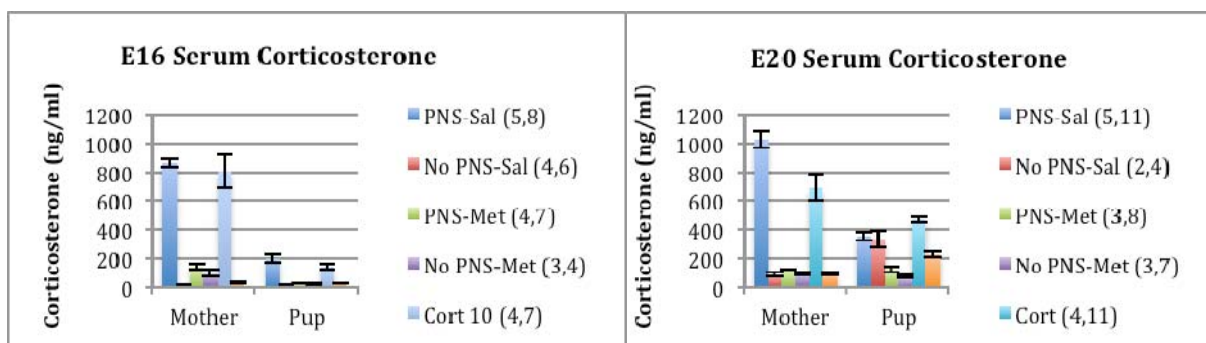 E16 Serum Corticosterone
Corticosterone (ng/ml)
1200
1000
800
600
400
200
0
Mother
Pup
PNS-Sal (5,8)
No PNS-Sal (4,6)
PNS-Met (4,7)
No PNS-Met (3,4)
Cort 10 (4,7)
E20 Serum Corticosterone
Corticosterone (ng/ml)
1200
1000
800
600
400
200
0
Mother
Pup
PNS-Sal (5,11)
No PNS-Sal (2,4)
PNS-Met (3,8)
No PNS-Met (3,7)
Cort (4,11)